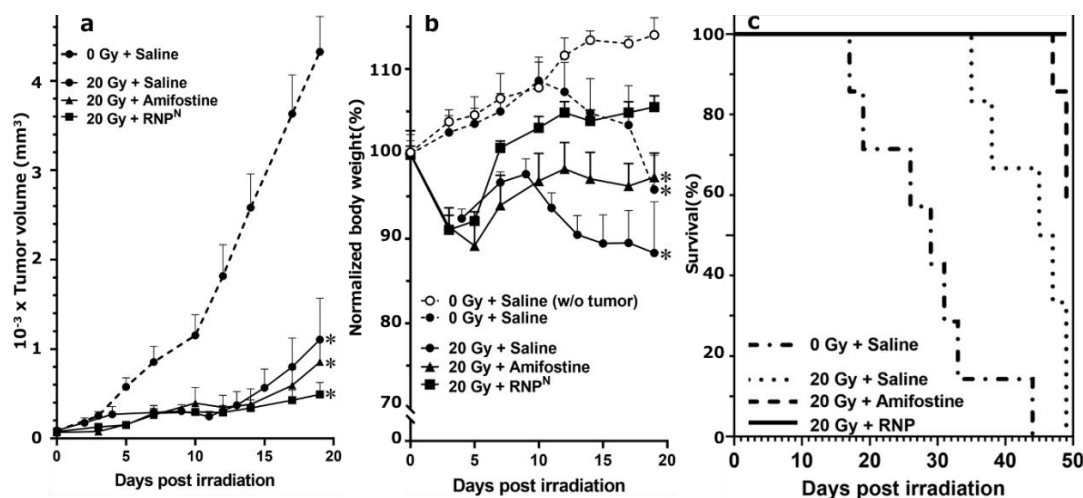 a
10⁻³ x Tumor volume (mm³)
4
3
2
1
0
0 Gy + Saline
20 Gy + Saline
20 Gy + Amifostine
20 Gy + RNPᴺ
*
*
*
0 5 10 15 20
Days post irradiation
b
Normalized body weight(%)
110
100
90
80
70
0
*
*
*
0 Gy + Saline (w/o tumor)
0 Gy + Saline
20 Gy + Saline
20 Gy + Amifostine
20 Gy + RNPᴺ
0 5 10 15 20
Days post irradiation
c
Survival(%)
100
80
60
40
20
0
0 Gy + Saline
20 Gy + Saline
20 Gy + Amifostine
20 Gy + RNP
0 10 20 30 40 50
Days post irradiation